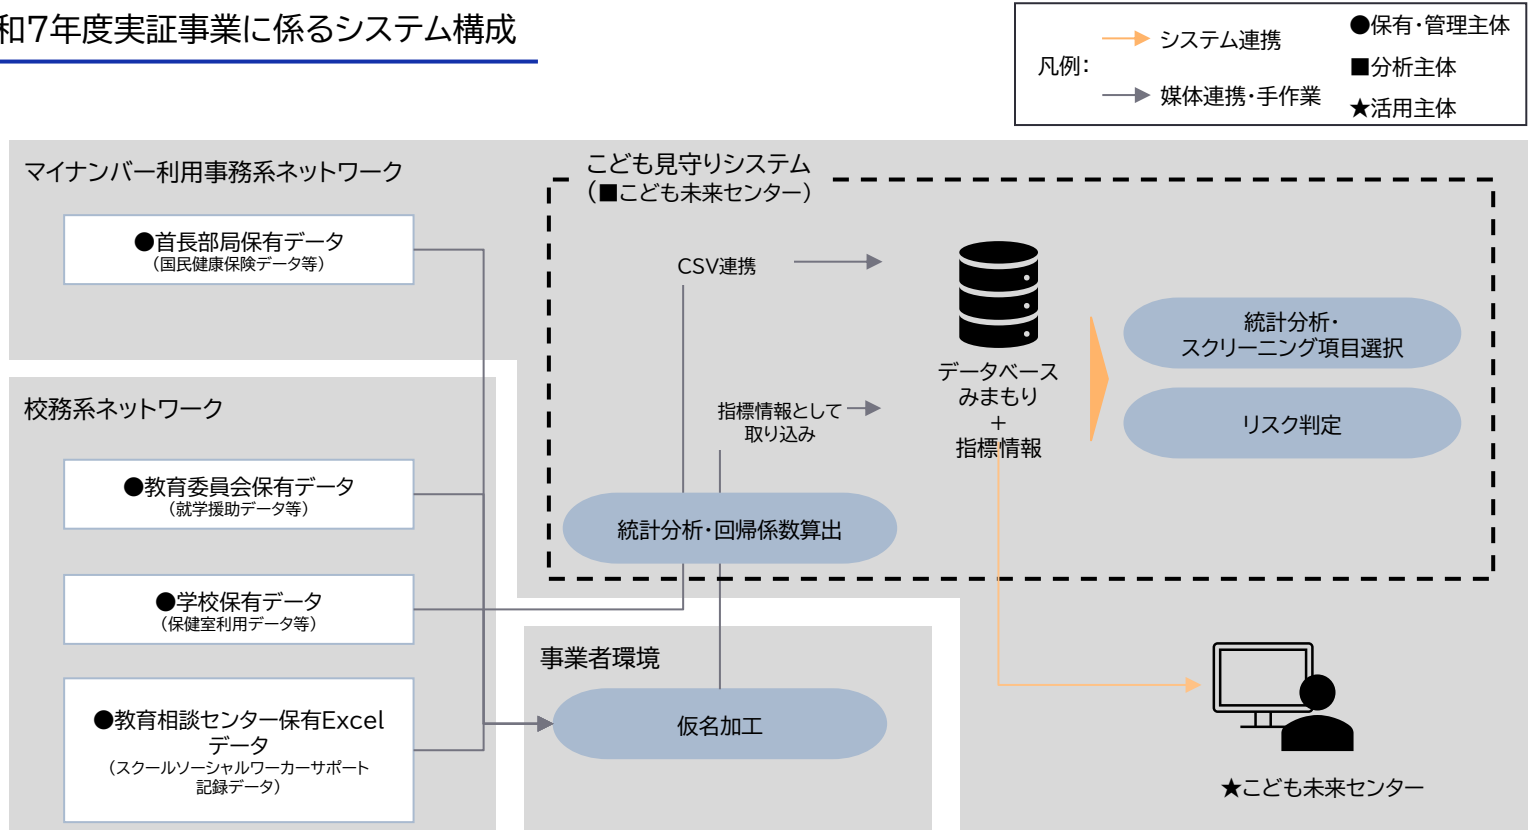 和7年度実証事業に係るシステム構成
凡例:
システム連携
媒体連携・手作業
●保有・管理主体
■分析主体
★活用主体
マイナンバー利用事務系ネットワーク
●首長部局保有データ
（国民健康保険データ等）
校務系ネットワーク
●教育委員会保有データ
（就学援助データ等）
●学校保有データ
（保健室利用データ等）
●教育相談センター保有Excel
データ
（スクールソーシャルワーカーサポート
記録データ）
こども見守りシステム
（■こども未来センター）
CSV連携
指標情報として
取り込み
統計分析・回帰係数算出
データベース
みまもり
＋
指標情報
統計分析・
スクリーニング項目選択
リスク判定
事業者環境
仮名加工
★こども未来センター